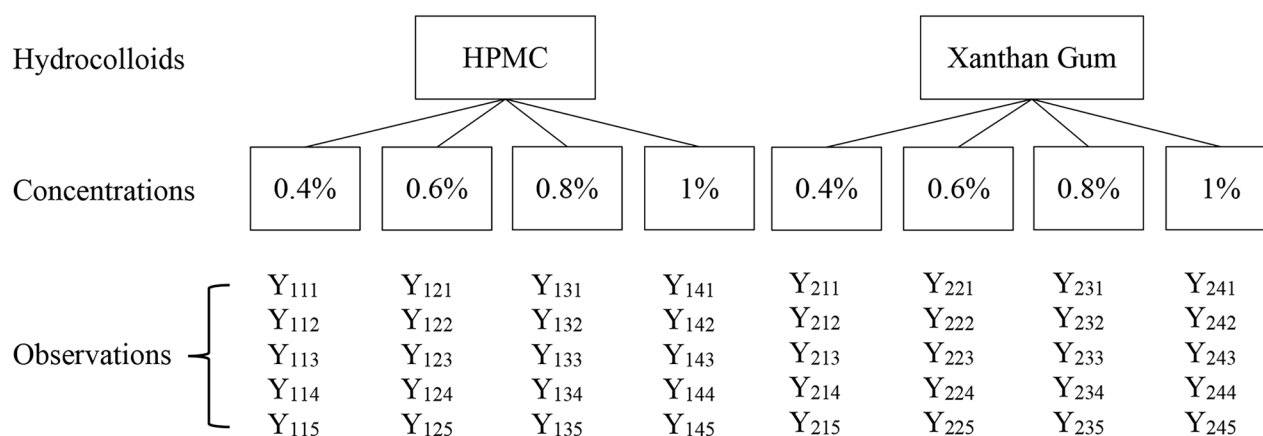 Hydrocolloids HPMC Xanthan Gum
Concentrations 0.4% 0.6% 0.8% 1% 0.4% 0.6% 0.8% 1%
Y₁₁₁ Y₁₂₁ Y₁₃₁ Y₁₄₁ Y₂₁₁ Y₂₂₁ Y₂₃₁ Y₂₄₁
Y₁₁₂ Y₁₂₂ Y₁₃₂ Y₁₄₂ Y₂₁₂ Y₂₂₂ Y₂₃₂ Y₂₄₂
Observations Y₁₁₃ Y₁₂₃ Y₁₃₃ Y₁₄₃ Y₂₁₃ Y₂₂₃ Y₂₃₃ Y₂₄₃
Y₁₁₄ Y₁₂₄ Y₁₃₄ Y₁₄₄ Y₂₁₄ Y₂₂₄ Y₂₃₄ Y₂₄₄
Y₁₁₅ Y₁₂₅ Y₁₃₅ Y₁₄₅ Y₂₁₅ Y₂₂₅ Y₂₃₅ Y₂₄₅